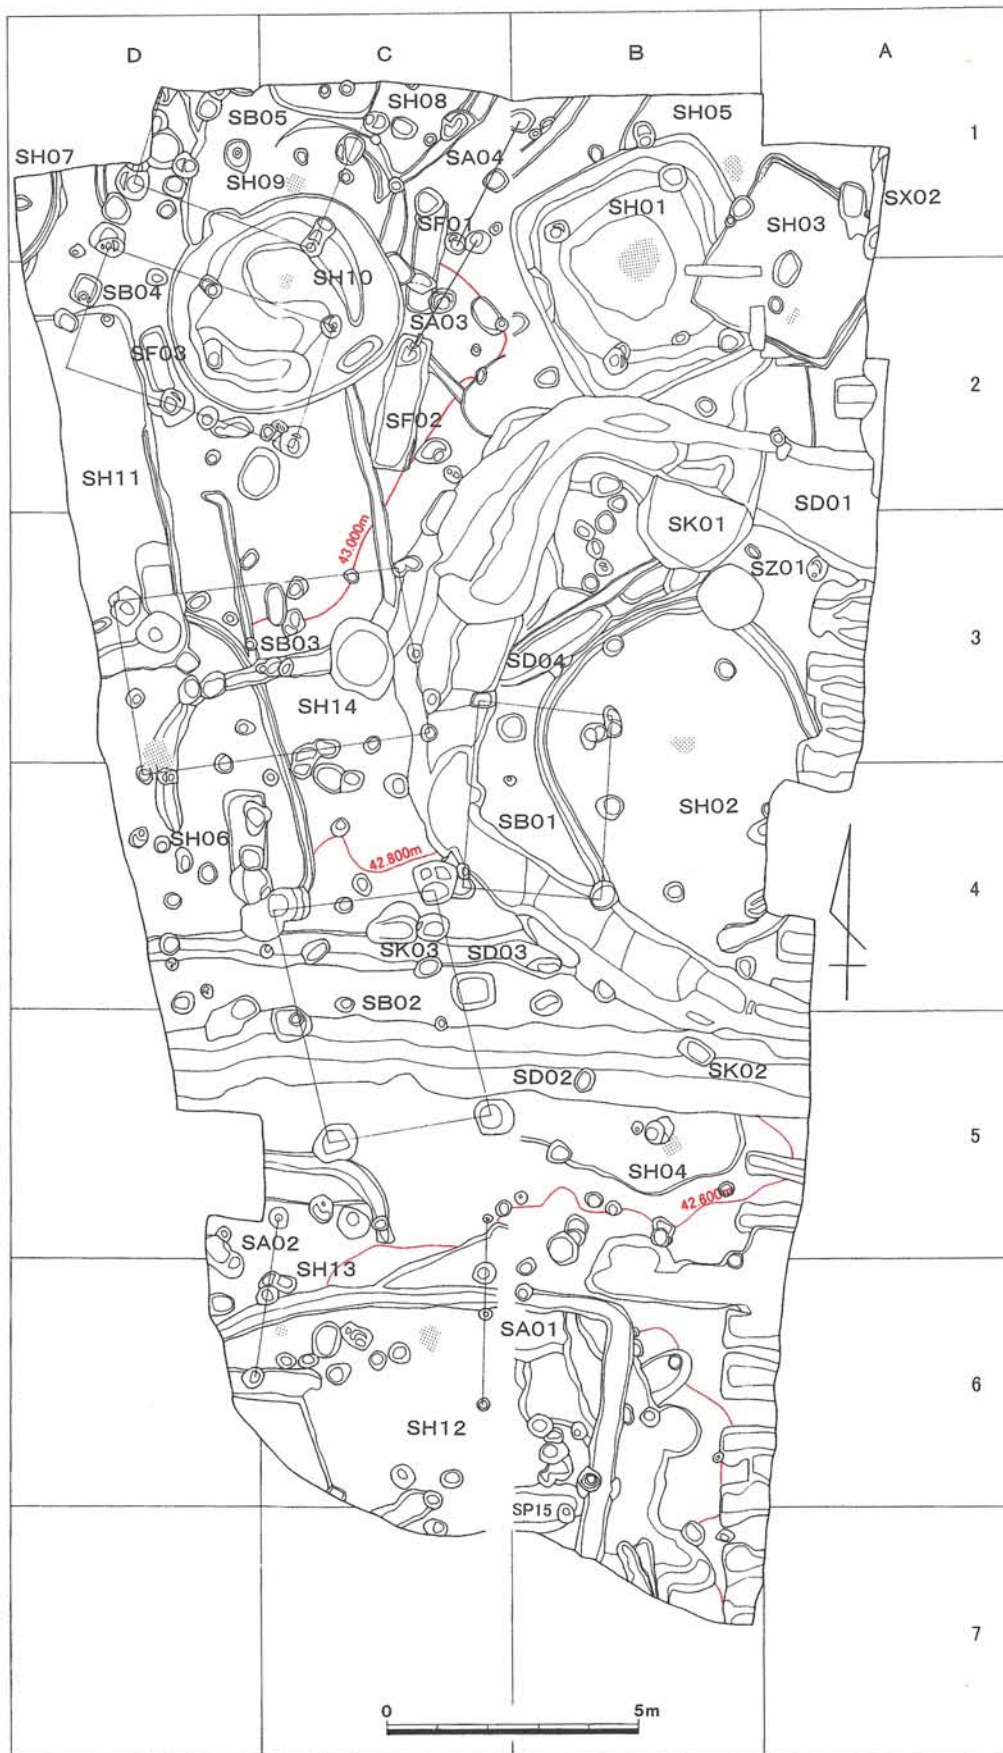 D C B A
SB05 SH08 SH05 1
SA04
SH07 SH09 SX02
SF01 SH01 SH03
SH10
SB04 SA03
SF03 2
SF02
SH11
SK01 SD01
43.000m SZ01
SB03 SD04 3
SH14
SH02
SB01
SH06 42.800m 4
SK03 SD03
SB02
SD02 SK02
5
SH04
42.600m
SA02
SH13
SA01
6
SH12
SP15
7
0 5m